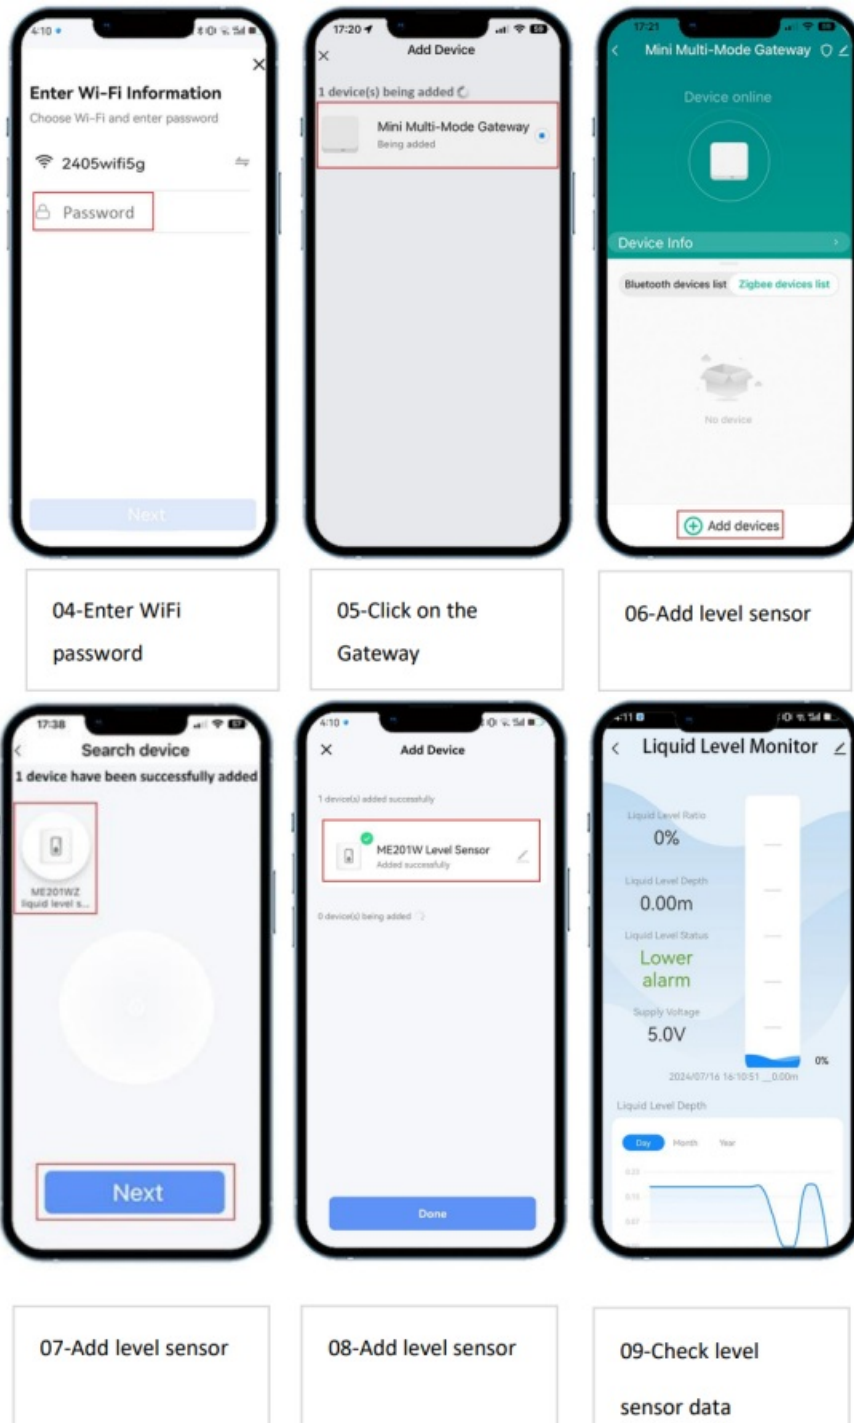 4:10
Enter Wi-Fi Information
Choose Wi-Fi and enter password
2405wifi5g
Password
Next
04-Enter WiFi
password
17:20
Add Device
1 device(s) being added
Mini Multi-Mode Gateway
Being added
05-Click on the
Gateway
17:21
Mini Multi-Mode Gateway
Device online
Device Info
Bluetooth devices list Zigbee devices list
No device
Add devices
06-Add level sensor
17:38
Search device
1 device have been successfully added
ME201WZ
liquid level s...
Next
07-Add level sensor
4:10
Add Device
1 device(s) added successfully
ME201W Level Sensor
Added successfully
0 device(s) being added
Done
08-Add level sensor
Liquid Level Monitor
Liquid Level Ratio
0%
Liquid Level Depth
0.00m
Liquid Level Status
Lower
alarm
Supply Voltage
5.0V
0%
2024/07/16 16:10:51 __0.00m
Liquid Level Depth
Day Month Year
09-Check level
sensor data